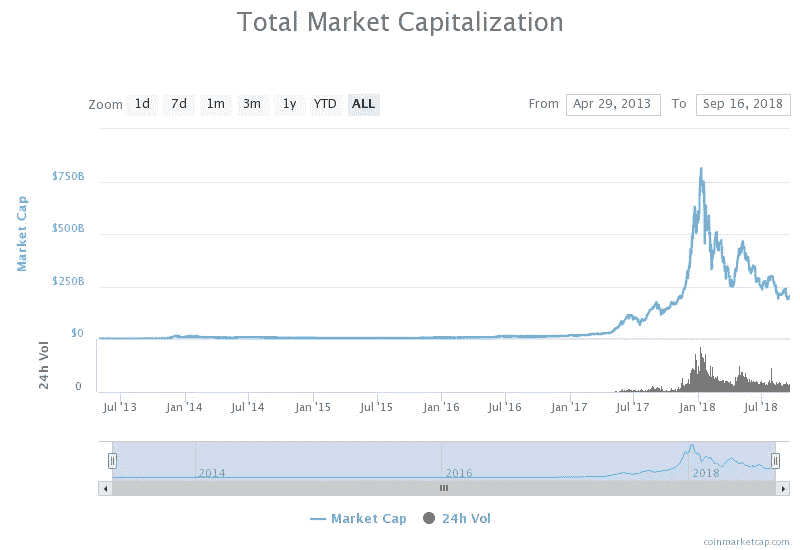 Total Market Capitalization
Zoom 1d 7d 1m 3m 1y YTD ALL From Apr 29, 2013 To Sep 16, 2018
Market Cap
$750B
$500B
$250B
$0
24h Vol
0
Jul '13 Jan '14 Jul '14 Jan '15 Jul '15 Jan '16 Jul '16 Jan '17 Jul '17 Jan '18 Jul '18
2014 2016 2018
Market Cap 24h Vol
coinmarketcap.com